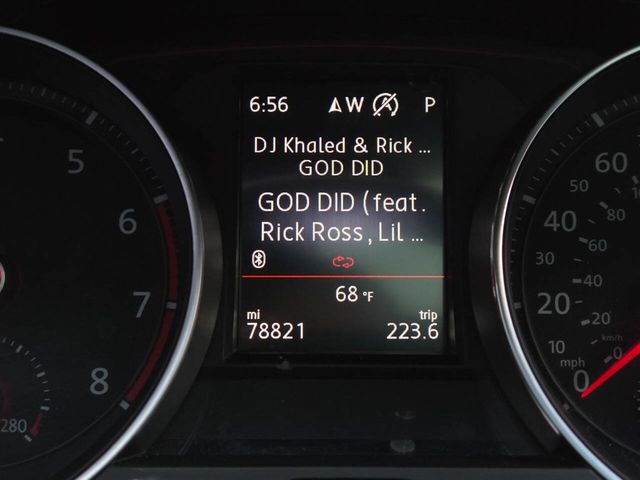 6:56 W A P
DJ Khaled & Rick ...
GOD DID
GOD DID (feat.
Rick Ross, Lil ...
68 °F
mi trip
78821 223.6
5
6
7
8
280
60
50
80
40
60
30
40
20
20
10
km/h
mph
0
0